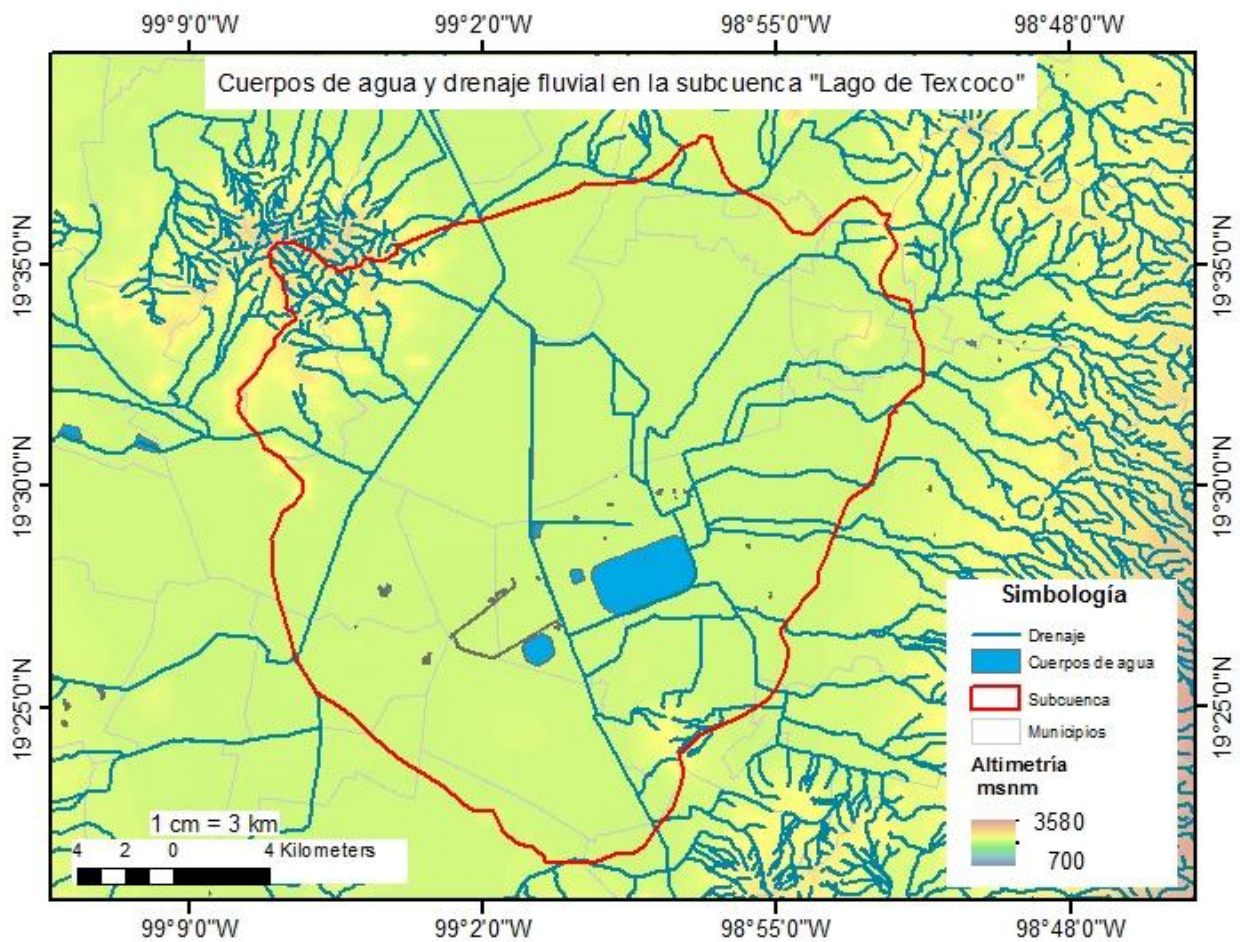 99°9'0"W 99°2'0"W 98°55'0"W 98°48'0"W
Cuerpos de agua y drenaje fluvial en la subcuenca "Lago de Texcoco"
19°35'0"N 19°35'0"N
19°30'0"N 19°30'0"N
19°25'0"N 19°25'0"N
Simbología
Drenaje
Cuerpos de agua
Subcuenca
Municipios
Altimetría
msnm
3580
700
1 cm = 3 km
4 2 0 4 Kilometers
99°9'0"W 99°2'0"W 98°55'0"W 98°48'0"W